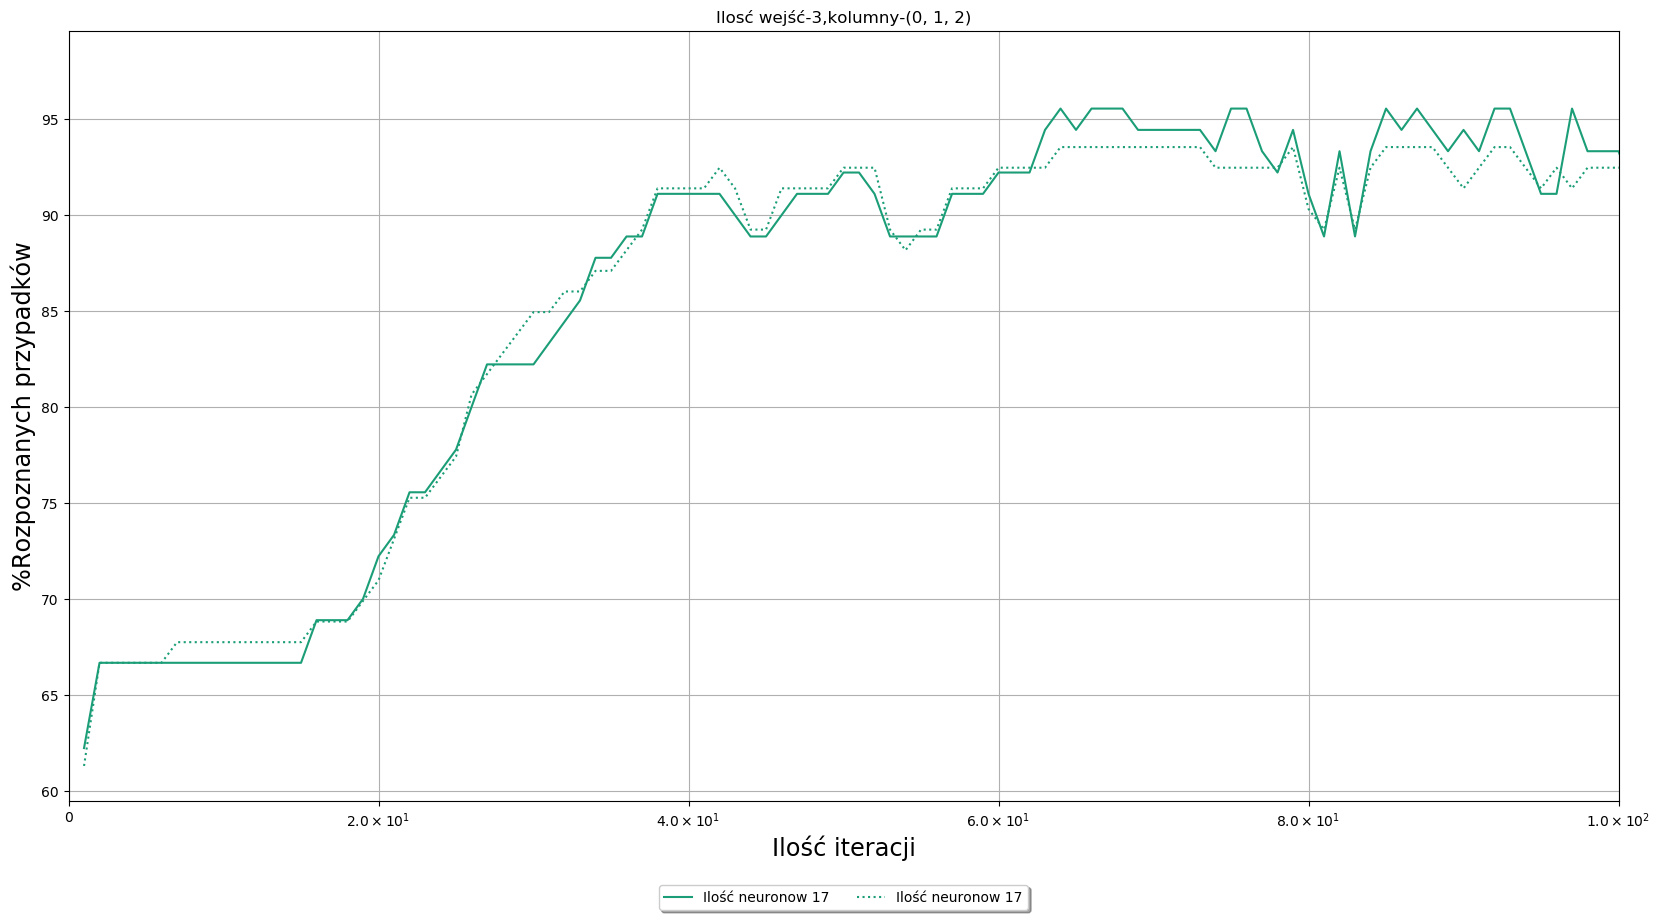 Ilosć wejść-3,kolumny-(0, 1, 2)
%Rozpoznanych przypadków
95
90
85
80
75
70
65
60
0 2.0 × 10¹ 4.0 × 10¹ 6.0 × 10¹ 8.0 × 10¹ 1.0 × 10²
Ilość iteracji
Ilość neuronow 17 Ilość neuronow 17